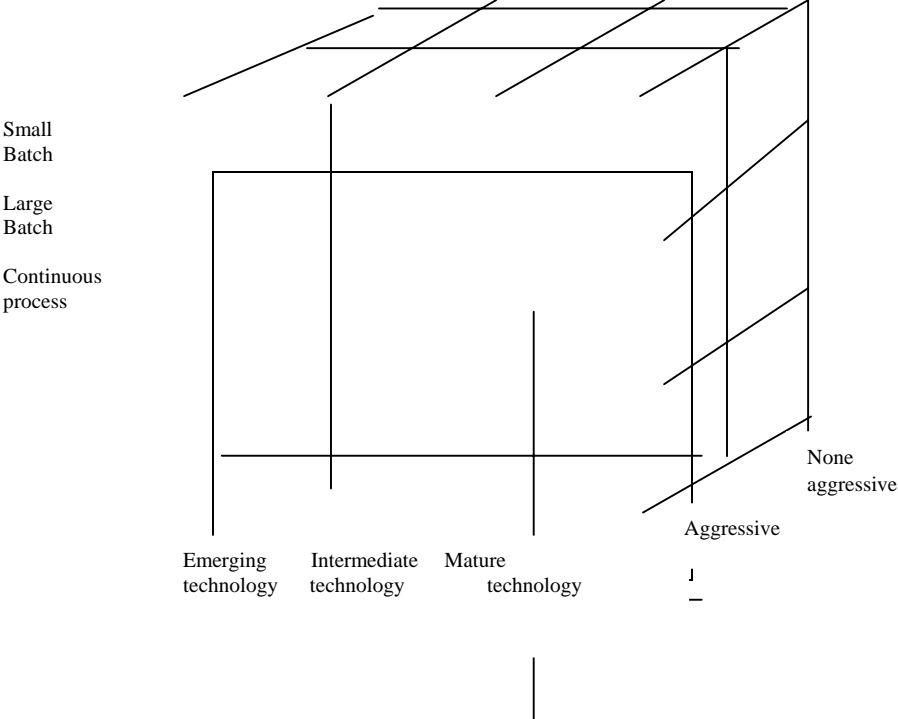 Small
Batch
Large
Batch
Continuous
process
None
aggressive
Aggressive
Emerging Intermediate Mature
technology technology technology